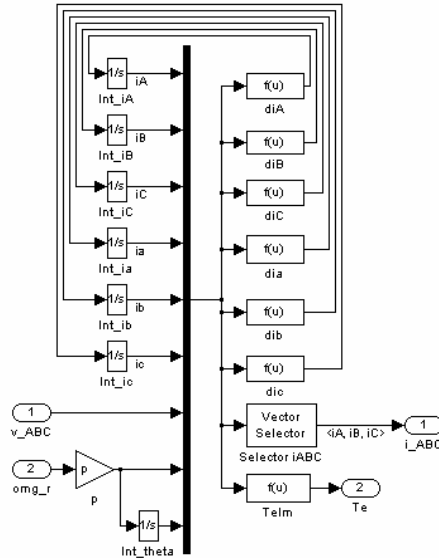 1/s iA f(u)
Int_iA diA
1/s iB f(u)
Int_iB diB
1/s iC f(u)
Int_iC diC
1/s ia f(u)
Int_ia dia
1/s ib f(u)
Int_ib dib
1/s ic f(u)
Int_ic dic
1 Vector Selector <iA, iB, iC> 1
v_ABC Selector iABC i_ABC
2 p f(u) 2
omg_r p Telm Te
1/s
Int_theta